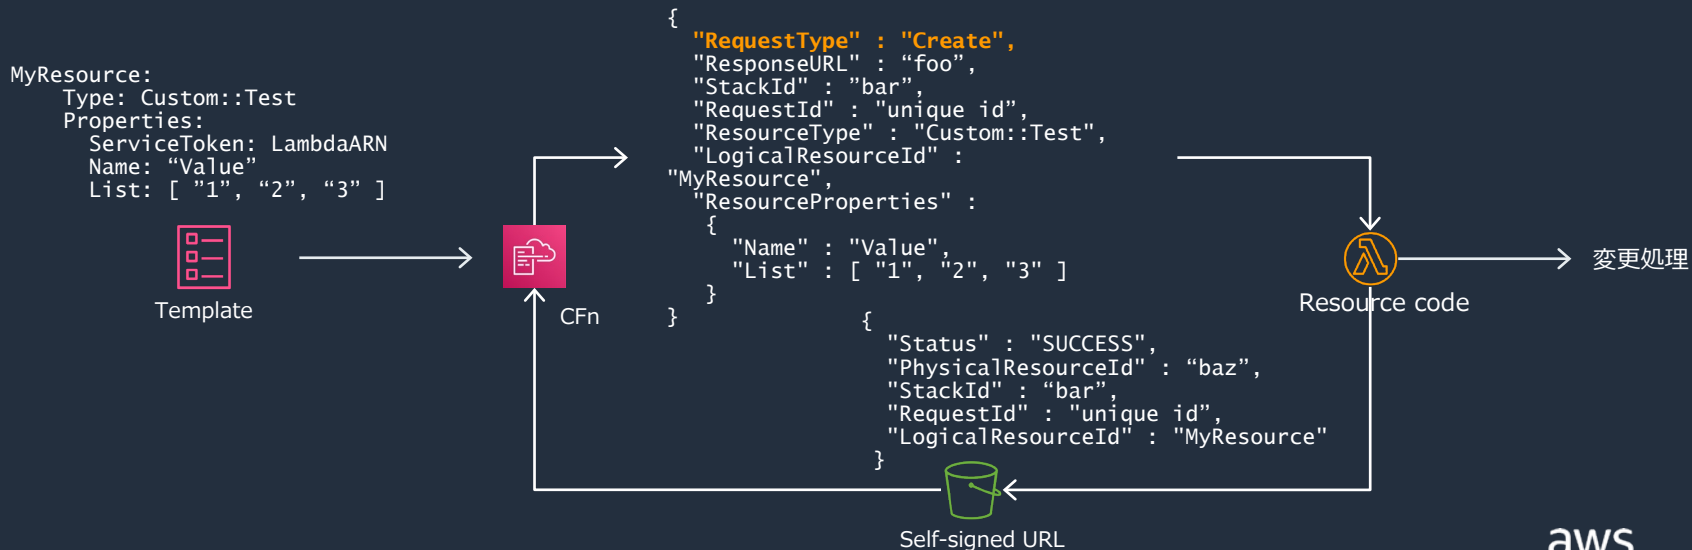 MyResource:
Type: Custom::Test
Properties:
ServiceToken: LambdaARN
Name: “Value”
List: [ ”1”, “2”, “3” ]
Template
CFn
{
"RequestType" : "Create",
"ResponseURL" : “foo”,
"StackId" : ”bar”,
"RequestId" : "unique id”,
"ResourceType" : "Custom::Test",
"LogicalResourceId" :
"MyResource",
"ResourceProperties" :
{
"Name" : "Value",
"List" : [ "1", "2", "3" ]
}
}
Resource code
変更処理
{
"Status" : "SUCCESS",
"PhysicalResourceId" : “baz”,
"StackId" : “bar”,
"RequestId" : "unique id”,
"LogicalResourceId" : "MyResource"
}
Self-signed URL
aws